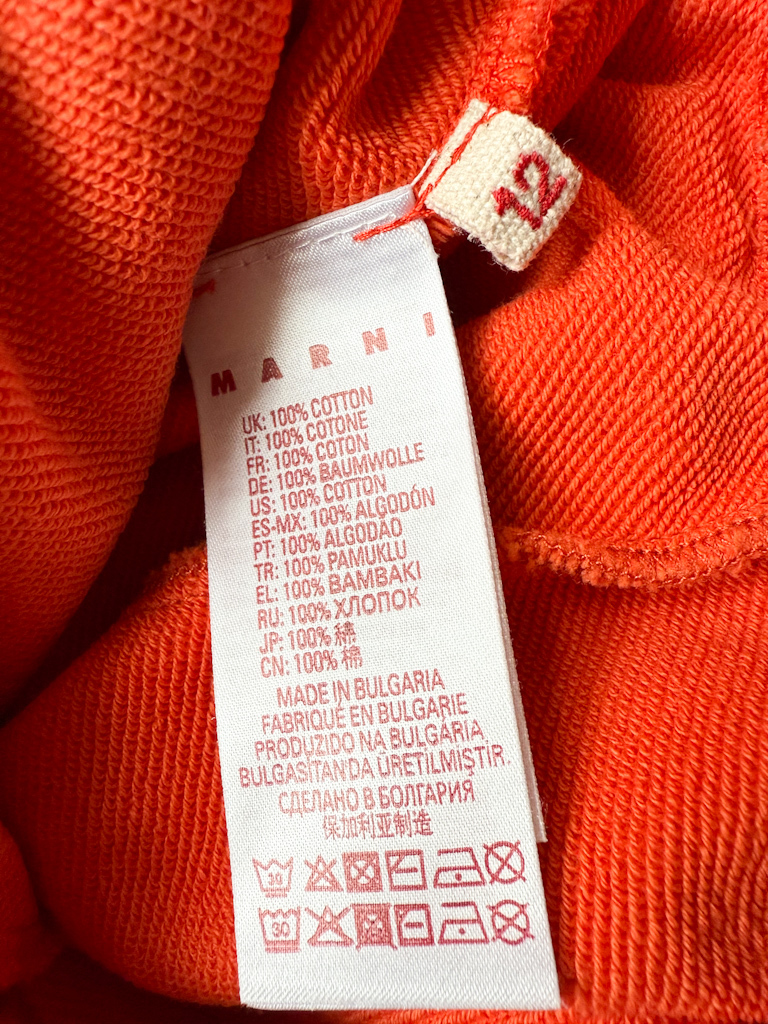 12
MARNI
UK: 100% COTTON
IT: 100% COTONE
FR: 100% COTON
DE: 100% BAUMWOLLE
US: 100% COTTON
ES-MX: 100% ALGODÓN
PT: 100% ALGODÃO
TR: 100% PAMUKLU
EL: 100% BAMBAKI
RU: 100% ХЛОПОК
JP: 100% 綿
CN: 100% 棉
MADE IN BULGARIA
FABRIQUÉ EN BULGARIE
PRODUZIDO NA BULGÁRIA
BULGASİTAN'DA ÜRETILMIŞTIR.
СДЕЛАНО В БОЛГАРИЯ
保加利亚制造
30
30